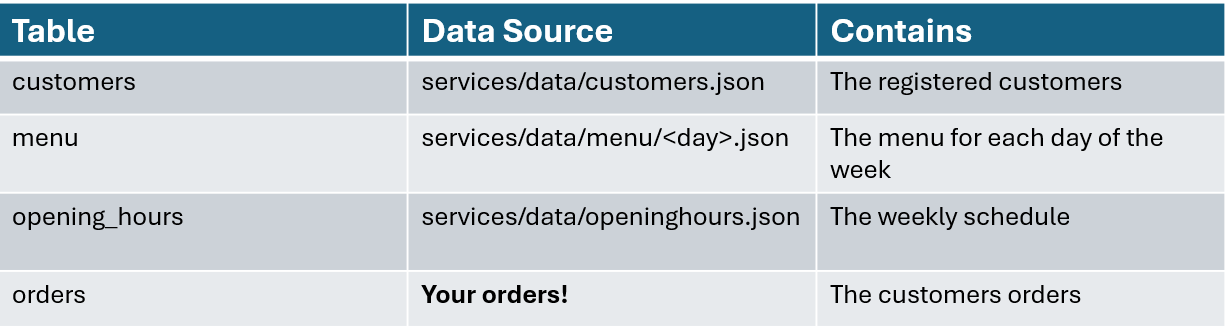 Table Data Source Contains
customers services/data/customers.json The registered customers
menu services/data/menu/<day>.json The menu for each day of the
week
opening_hours services/data/openinghours.json The weekly schedule
orders Your orders! The customers orders